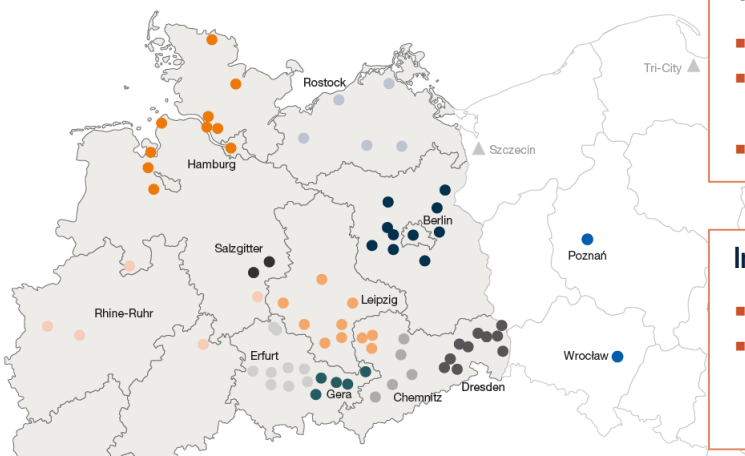 Tri-City
Rostock
Szczecin
Hamburg
Berlin
Salzgitter
Poznań
Leipzig
Rhine-Ruhr
Erfurt
Wrocław
Dresden
Gera
Chemnitz